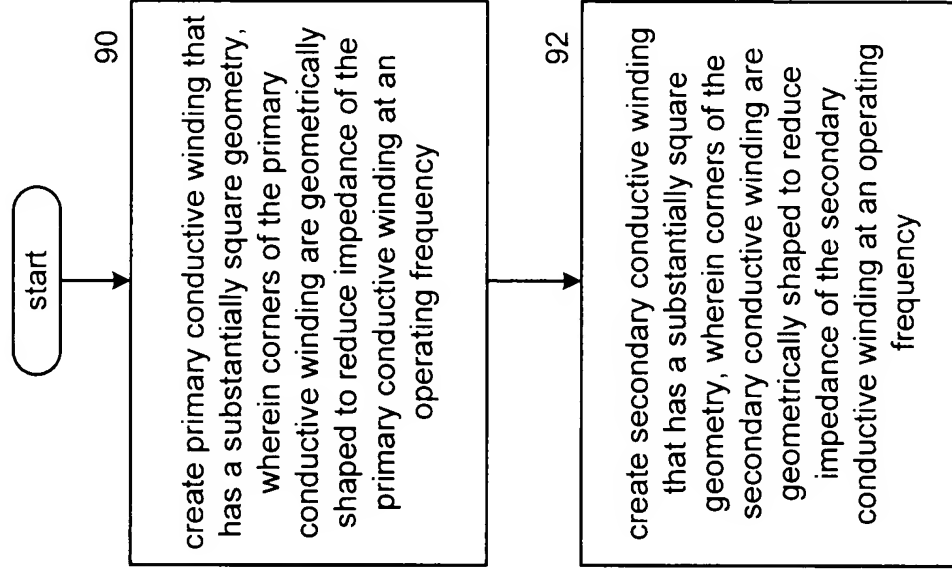 start
90
create primary conductive winding that
has a substantially square geometry,
wherein corners of the primary
conductive winding are geometrically
shaped to reduce impedance of the
primary conductive winding at an
operating frequency
92
create secondary conductive winding
that has a substantially square
geometry, wherein corners of the
secondary conductive winding are
geometrically shaped to reduce
impedance of the secondary
conductive winding at an operating
frequency